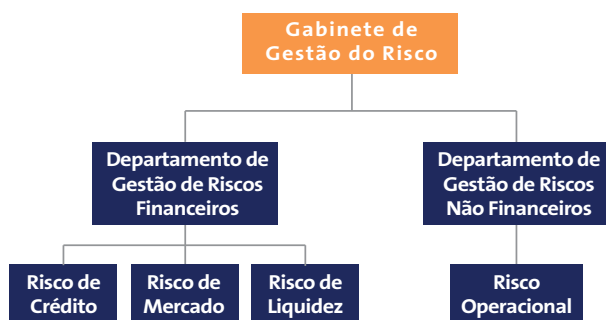 Gabinete de
Gestão do Risco
Departamento de
Gestão de Riscos
Financeiros
Departamento de
Gestão de Riscos
Não Financeiros
Risco de
Crédito
Risco de
Mercado
Risco de
Liquidez
Risco
Operacional